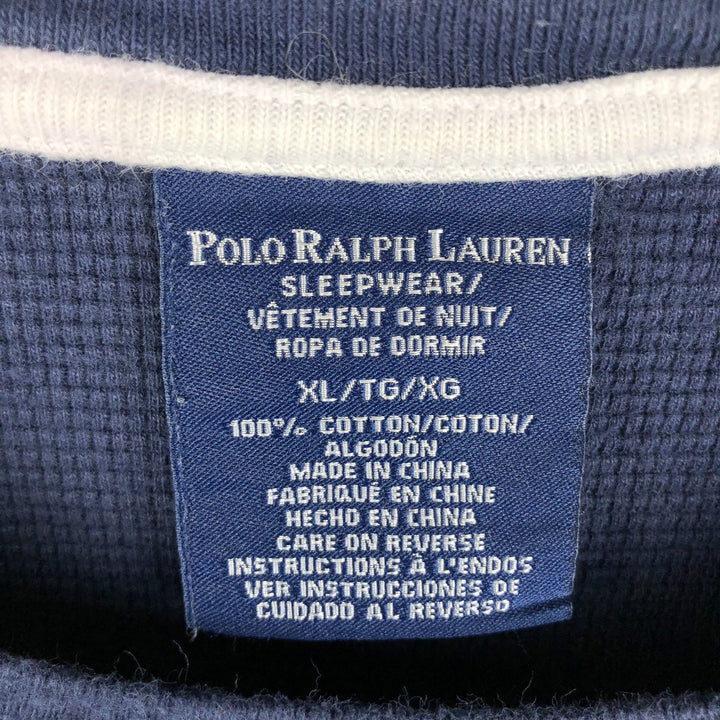 POLO RALPH LAUREN
SLEEPWEAR/
VÊTEMENT DE NUIT/
ROPA DE DORMIR
XL/TG/XG
100% COTTON/COTON/
ALGODÓN
MADE IN CHINA
FABRIQUÉ EN CHINE
HECHO EN CHINA
CARE ON REVERSE
INSTRUCTIONS À L'ENDOS
VER INSTRUCCIONES DE
CUIDADO AL REVERSO